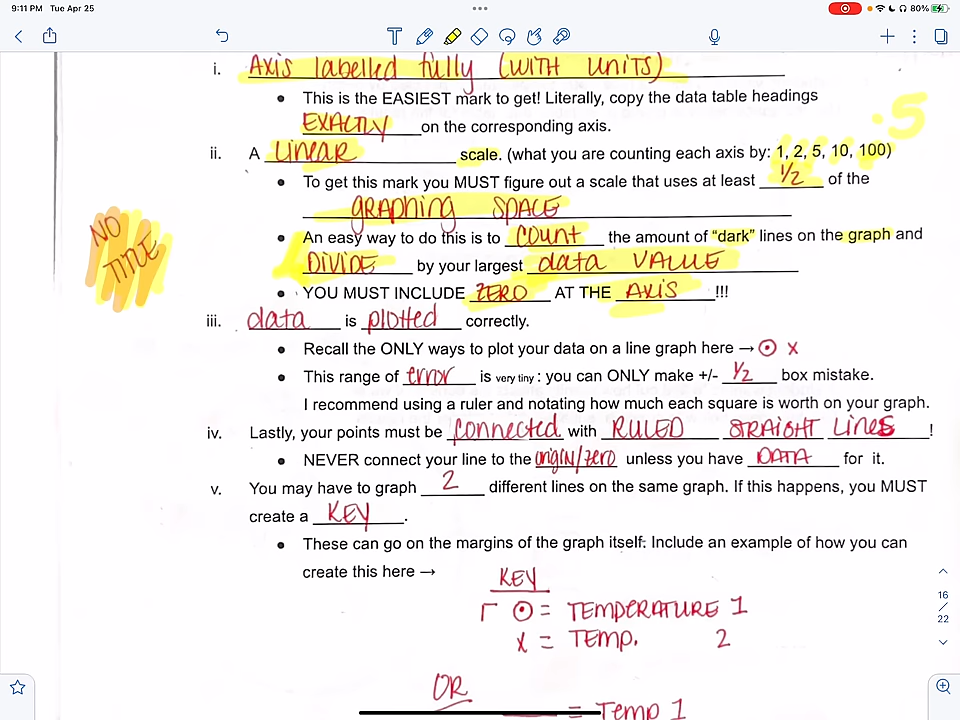 9:11 PM Tue Apr 25
80%
i. Axis labelled fully (WITH UNITS)
• This is the EASIEST mark to get! Literally, copy the data table headings
EXACTLY on the corresponding axis.
.5
ii. A Linear scale. (what you are counting each axis by: 1, 2, 5, 10, 100)
• To get this mark you MUST figure out a scale that uses at least 1/2 of the
graphing SPACE
NO TITLE
• An easy way to do this is to count the amount of “dark” lines on the graph and
DIVIDE by your largest data VALUE
• YOU MUST INCLUDE ZERO AT THE AXIS!!!
iii. data is plotted correctly.
• Recall the ONLY ways to plot your data on a line graph here → ⊙ x
• This range of error is very tiny : you can ONLY make +/- 1/2 box mistake.
I recommend using a ruler and notating how much each square is worth on your graph.
iv. Lastly, your points must be connected with RULED STRAIGHT LINES!
• NEVER connect your line to the origin/zero unless you have DATA for it.
v. You may have to graph 2 different lines on the same graph. If this happens, you MUST
create a KEY.
• These can go on the margins of the graph itself. Include an example of how you can
create this here →
KEY
⊙ = TEMPERATURE 1
x = TEMP. 2
OR
= Temp 1
16
/
22